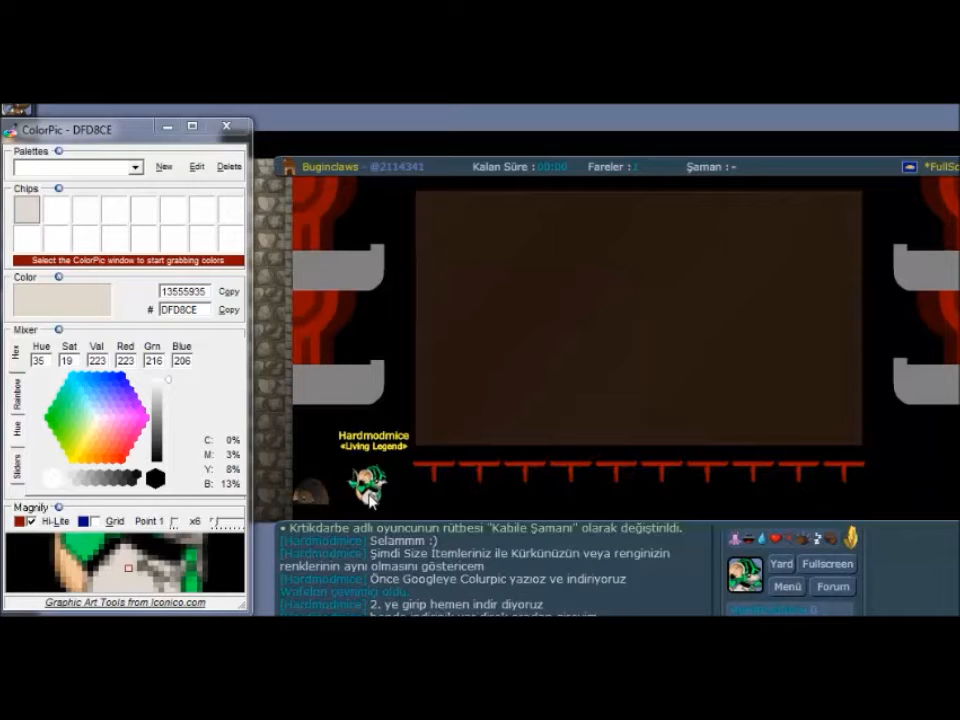 ColorPic - DFD8CE
Palettes
New Edit Delete
Chips
Select the ColorPic window to start grabbing colors
Color
13555935 Copy
# DFD8CE Copy
Mixer
Hex
Rainbow
Hue
Sliders
Hue Sat Val Red Grn Blue
35 19 223 223 216 206
C: 0%
M: 3%
Y: 8%
B: 13%
Magnify
Hi-Lite Grid Point 1 x6
Graphic Art Tools from Iconico.com
Buginclaws - @2114341 Kalan Süre : 00:00 Fareler : 1 Şaman : - *FullSc
Hardmodmice
«Living Legend»
• Krtikdarbe adlı oyuncunun rütbesi "Kabile Şamanı" olarak değiştirildi.
[Hardmodmice] Selammm :)
[Hardmodmice] Şimdi Size İtemleriniz ile Kürkünüzün veya renginizin
renklerinin aynı olmasını göstericem
[Hardmodmice] Önce Googleye Colurpic yazıoz ve indiriyoruz
[Hardmodmice] 2. ye girip hemen indir diyoruz
Yard Fullscreen
Menü Forum